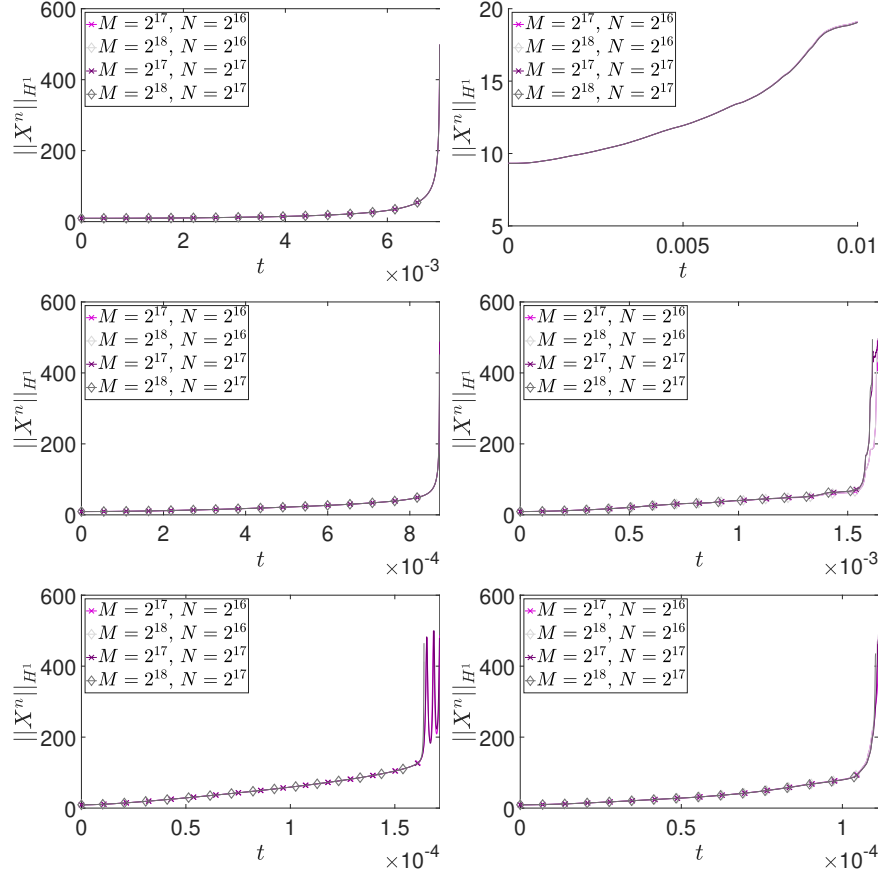 600
400
200
0
||X^n||_{H^1}
M = 2^{17}, N = 2^{16}
M = 2^{18}, N = 2^{16}
M = 2^{17}, N = 2^{17}
M = 2^{18}, N = 2^{17}
0 2 4 6
t
×10^{-3}
20
15
10
5
||X^n||_{H^1}
M = 2^{17}, N = 2^{16}
M = 2^{18}, N = 2^{16}
M = 2^{17}, N = 2^{17}
M = 2^{18}, N = 2^{17}
0 0.005 0.01
t
600
400
200
0
||X^n||_{H^1}
M = 2^{17}, N = 2^{16}
M = 2^{18}, N = 2^{16}
M = 2^{17}, N = 2^{17}
M = 2^{18}, N = 2^{17}
0 2 4 6 8
t
×10^{-4}
600
400
200
0
||X^n||_{H^1}
M = 2^{17}, N = 2^{16}
M = 2^{18}, N = 2^{16}
M = 2^{17}, N = 2^{17}
M = 2^{18}, N = 2^{17}
0 0.5 1 1.5
t
×10^{-3}
600
400
200
0
||X^n||_{H^1}
M = 2^{17}, N = 2^{16}
M = 2^{18}, N = 2^{16}
M = 2^{17}, N = 2^{17}
M = 2^{18}, N = 2^{17}
0 0.5 1 1.5
t
×10^{-4}
600
400
200
0
||X^n||_{H^1}
M = 2^{17}, N = 2^{16}
M = 2^{18}, N = 2^{16}
M = 2^{17}, N = 2^{17}
M = 2^{18}, N = 2^{17}
0 0.5 1
t
×10^{-4}